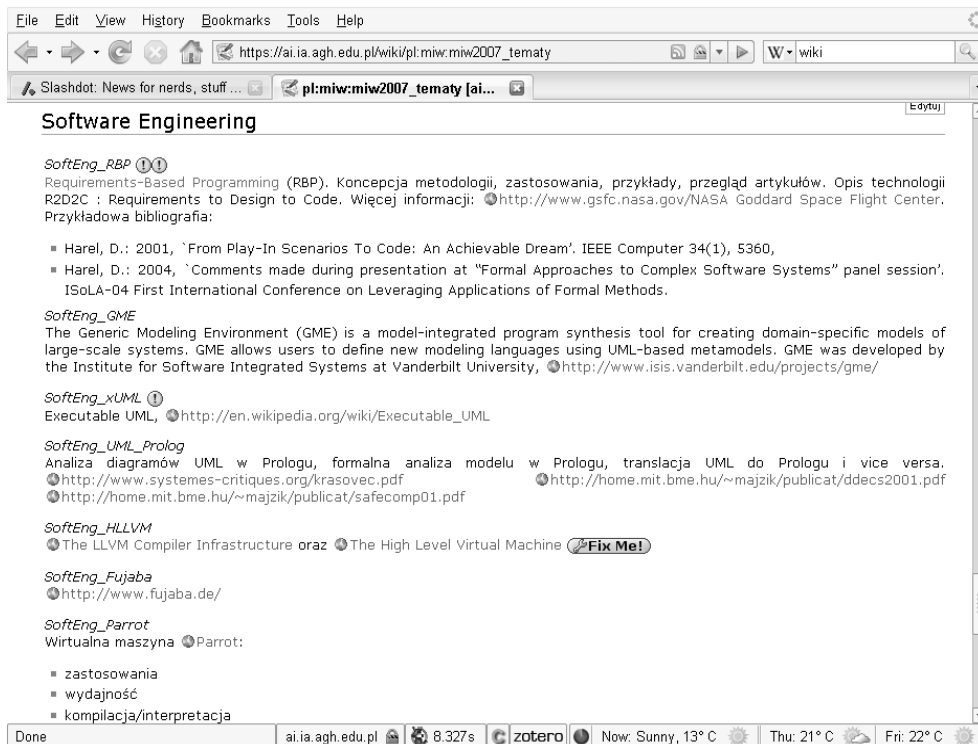 File Edit View History Bookmarks Tools Help
https://ai.ia.agh.edu.pl/wiki/pl:miw:miw2007_tematy W wiki
Slashdot: News for nerds, stuff ... pl:miw:miw2007_tematy [ai...
Edytuj
Software Engineering
SoftEng_RBP
Requirements-Based Programming (RBP). Koncepcja metodologii, zastosowania, przykłady, przegląd artykułów. Opis technologii
R2D2C : Requirements to Design to Code. Więcej informacji: http://www.gsfc.nasa.gov/NASA Goddard Space Flight Center.
Przykładowa bibliografia:
Harel, D.: 2001, `From Play-In Scenarios To Code: An Achievable Dream'. IEEE Computer 34(1), 5360,
Harel, D.: 2004, `Comments made during presentation at "Formal Approaches to Complex Software Systems" panel session'.
ISoLA-04 First International Conference on Leveraging Applications of Formal Methods.
SoftEng_GME
The Generic Modeling Environment (GME) is a model-integrated program synthesis tool for creating domain-specific models of
large-scale systems. GME allows users to define new modeling languages using UML-based metamodels. GME was developed by
the Institute for Software Integrated Systems at Vanderbilt University, http://www.isis.vanderbilt.edu/projects/gme/
SoftEng_xUML
Executable UML, http://en.wikipedia.org/wiki/Executable_UML
SoftEng_UML_Prolog
Analiza diagramów UML w Prologu, formalna analiza modelu w Prologu, translacja UML do Prologu i vice versa.
http://www.systemes-critiques.org/krasovec.pdf http://home.mit.bme.hu/~majzik/publicat/ddecs2001.pdf
http://home.mit.bme.hu/~majzik/publicat/safecomp01.pdf
SoftEng_HLLVM
The LLVM Compiler Infrastructure oraz The High Level Virtual Machine Fix Me!
SoftEng_Fujaba
http://www.fujaba.de/
SoftEng_Parrot
Wirtualna maszyna Parrot:
zastosowania
wydajność
kompilacja/interpretacja
Done ai.ia.agh.edu.pl 8.327s zotero Now: Sunny, 13° C Thu: 21° C Fri: 22° C